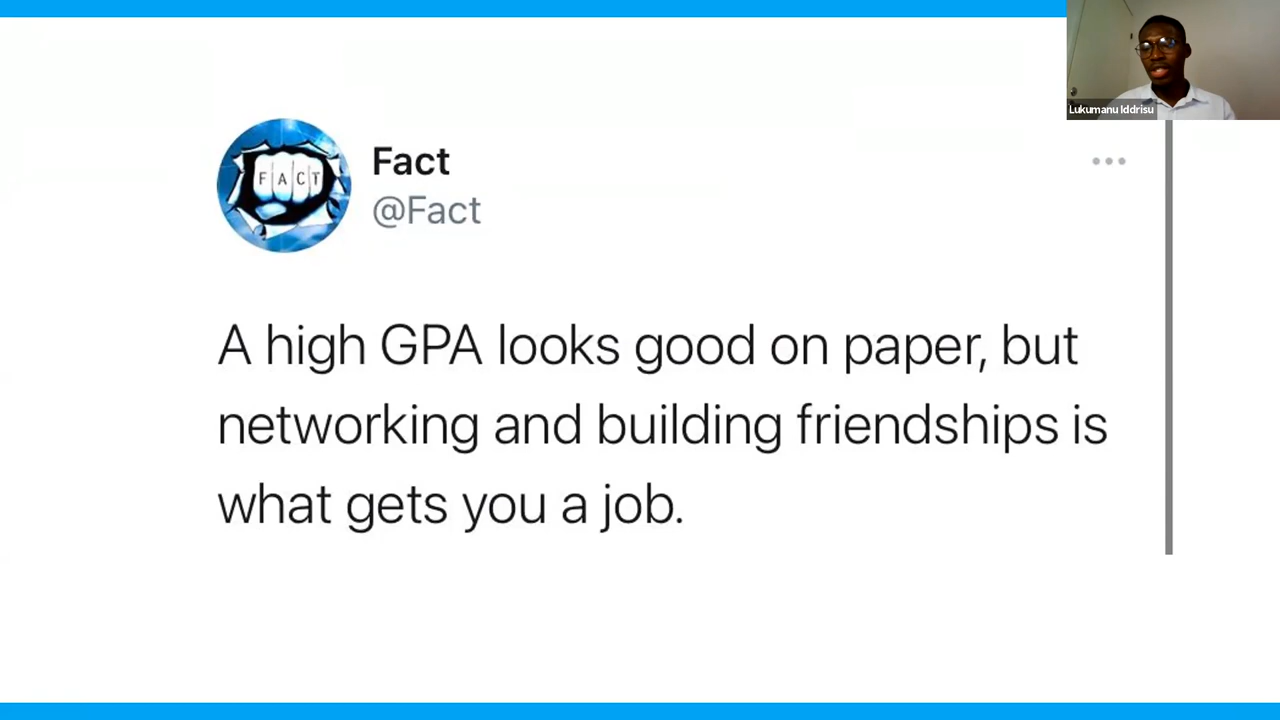 Lukumanu Iddrisu
FACT
Fact
@Fact
A high GPA looks good on paper, but
networking and building friendships is
what gets you a job.